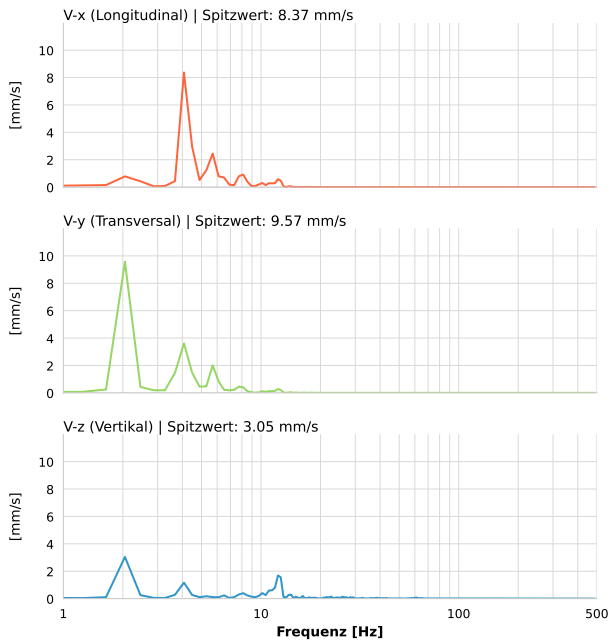 V-x (Longitudinal) | Spitzwert: 8.37 mm/s
10
8
6
4
2
0
[mm/s]
V-y (Transversal) | Spitzwert: 9.57 mm/s
10
8
6
4
2
0
[mm/s]
V-z (Vertikal) | Spitzwert: 3.05 mm/s
10
8
6
4
2
0
[mm/s]
1 10 100 500
Frequenz [Hz]